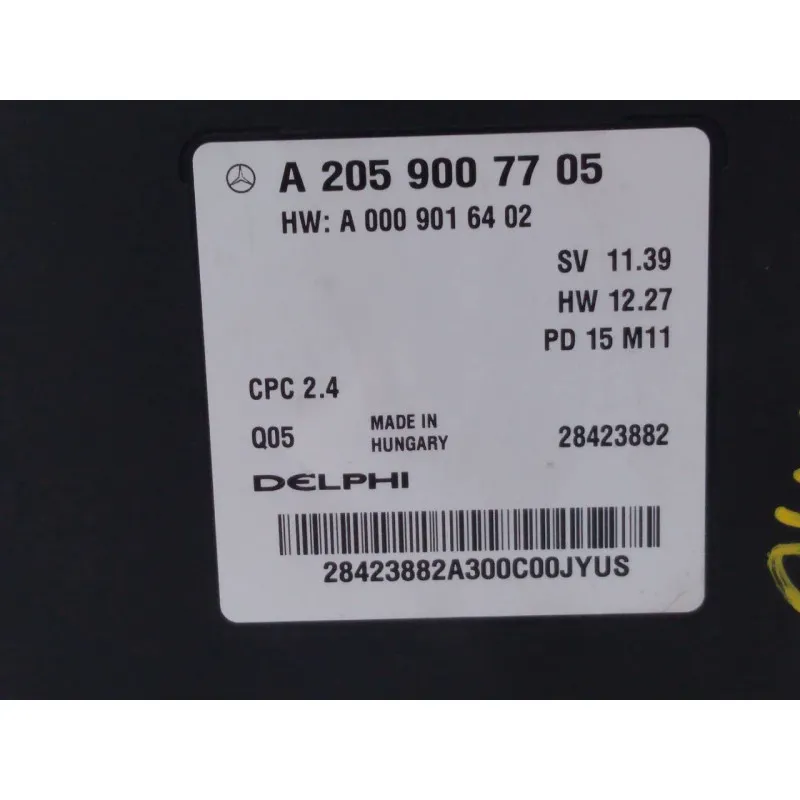 A 205 900 77 05
HW: A 000 901 64 02
SV 11.39
HW 12.27
PD 15 M11
CPC 2.4
Q05
MADE IN
HUNGARY
28423882
DELPHI
28423882A300C00JYUS